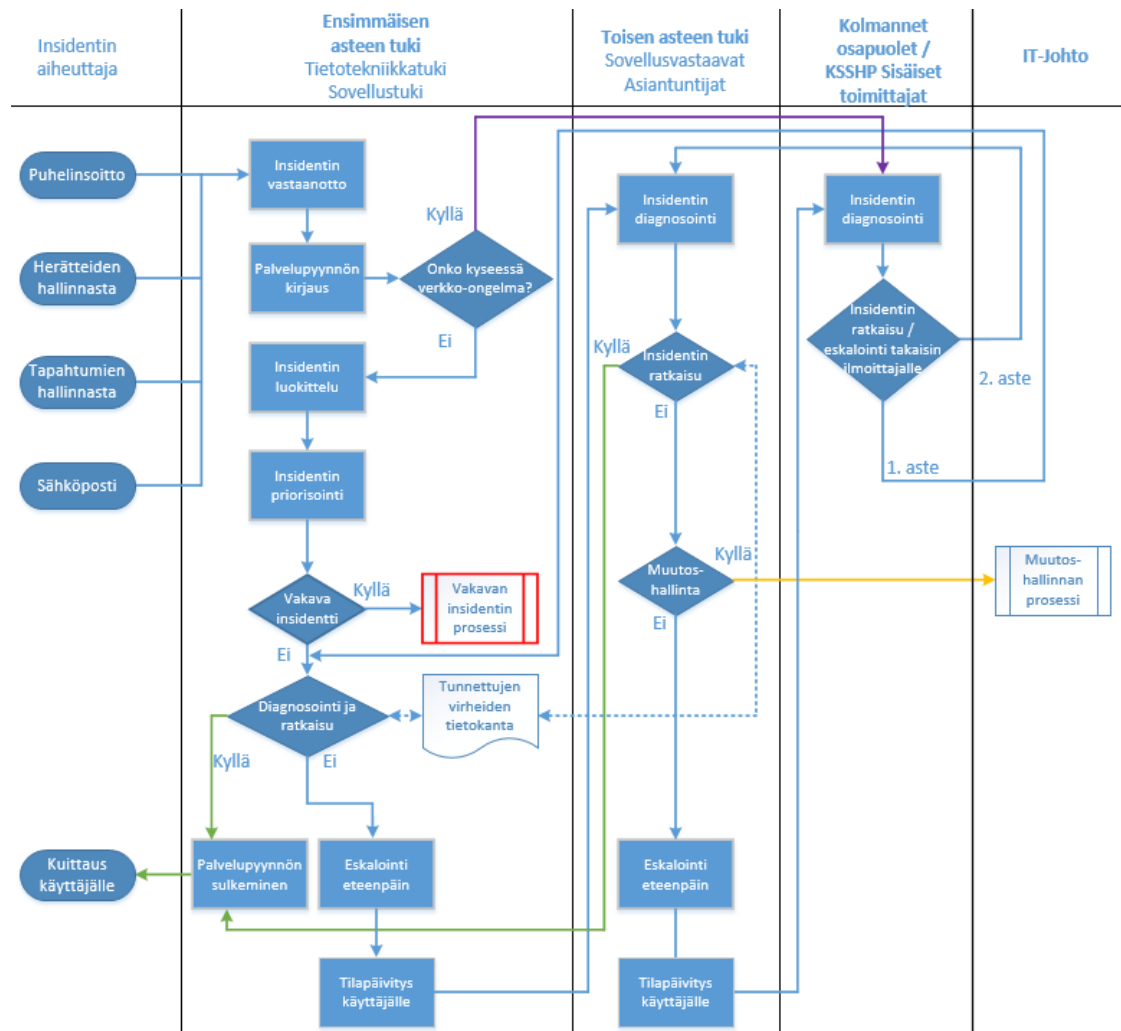 Insidentin
aiheuttaja
Ensimmäisen
asteen tuki
Tietotekniikkatuki
Sovellustuki
Toisen asteen tuki
Sovellusvastaavat
Asiantuntijat
Kolmannet
osapuolet /
KSSHP Sisäiset
toimittajat
IT-Johto
Puhelinsoitto
Herätteiden
hallinnasta
Tapahtumien
hallinnasta
Sähköposti
Kuittaus
käyttäjälle
Insidentin
vastaanotto
Palvelupyynnön
kirjaus
Kyllä
Onko kyseessä
verkko-ongelma?
Ei
Insidentin
luokittelu
Insidentin
priorisointi
Vakava
insidentti
Kyllä
Vakavan
insidentin
prosessi
Ei
Diagnosointi ja
ratkaisu
Tunnettujen
virheiden
tietokanta
Kyllä
Ei
Palvelupyynnön
sulkeminen
Eskalointi
eteenpäin
Tilapäivitys
käyttäjälle
Insidentin
diagnosointi
Kyllä
Insidentin
ratkaisu
Ei
Muutos-
hallinta
Kyllä
Ei
Eskalointi
eteenpäin
Tilapäivitys
käyttäjälle
Insidentin
diagnosointi
Insidentin
ratkaisu /
eskalointi takaisin
ilmoittajalle
2. aste
1. aste
Muutos-
hallinnan
prosessi